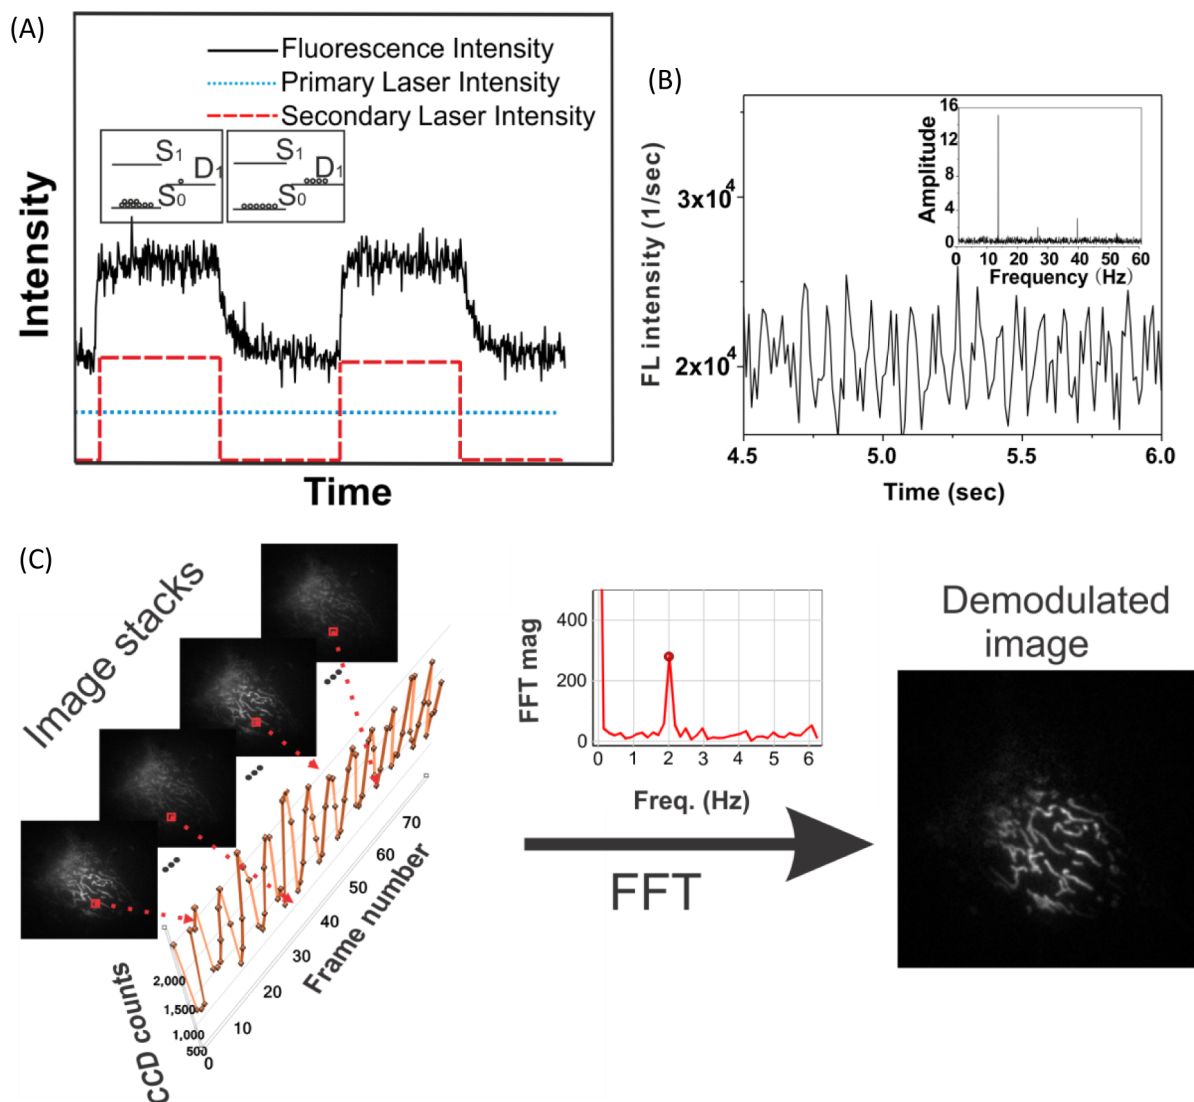 (A)
Fluorescence Intensity
Primary Laser Intensity
Secondary Laser Intensity
S1
D1
S0
S1
D1
S0
Intensity
Time
(B)
FL intensity (1/sec)
3x10⁴
2x10⁴
4.5 5.0 5.5 6.0
Time (sec)
Amplitude
16
12
8
4
0
0 10 20 30 40 50 60
Frequency (Hz)
(C)
Image stacks
CCD counts
2,000
1,500
1,000
500
0
10
20
30
40
50
60
70
Frame number
FFT mag
400
200
0
0 1 2 3 4 5 6
Freq. (Hz)
FFT
Demodulated
image